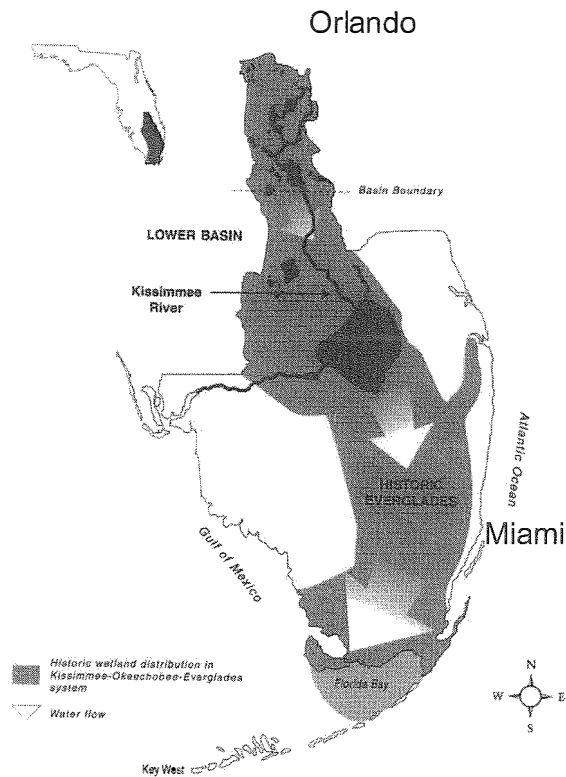 Orlando
Basin Boundary
LOWER BASIN
Kissimmee
River
Atlantic Ocean
HISTORIC
EVERGLADES
Miami
Gulf of Mexico
Historic wetland distribution in
Kissimmee-Okeechobee-Everglades
system
Water flow
Florida Bay
N
W
E
S
Key West